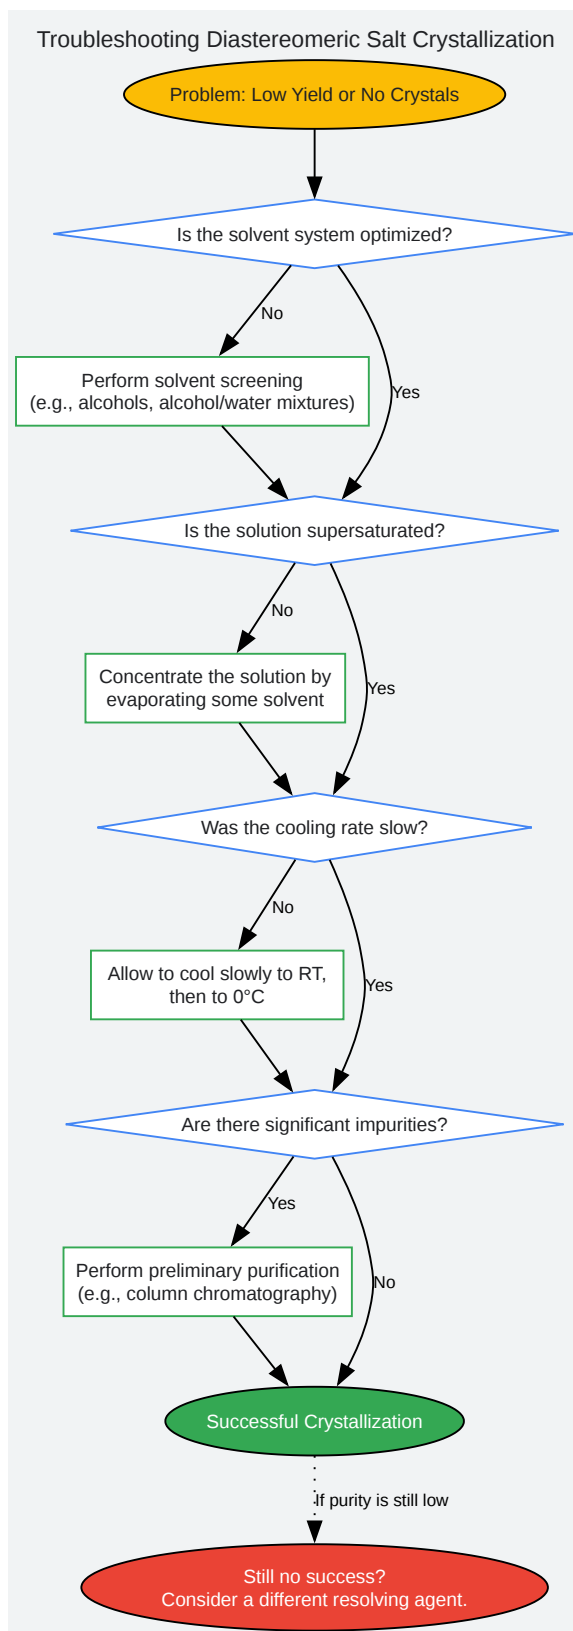 Troubleshooting Diastereomeric Salt Crystallization
Problem: Low Yield or No Crystals
Is the solvent system optimized?
No
Perform solvent screening
(e.g., alcohols, alcohol/water mixtures)
Yes
Is the solution supersaturated?
No
Concentrate the solution by
evaporating some solvent
Yes
Was the cooling rate slow?
No
Allow to cool slowly to RT,
then to 0°C
Yes
Are there significant impurities?
Yes
Perform preliminary purification
(e.g., column chromatography)
No
Successful Crystallization
If purity is still low
Still no success?
Consider a different resolving agent.